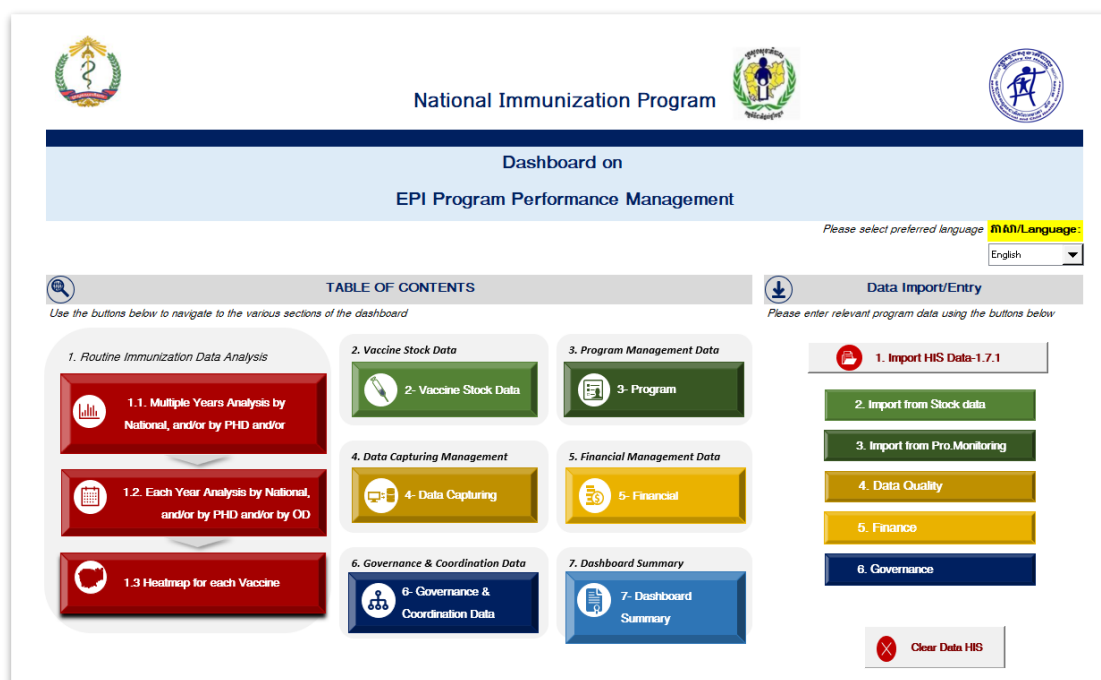 National Immunization Program
Dashboard on
EPI Program Performance Management
Please select preferred language
ភាសា/Language:
English
TABLE OF CONTENTS
Use the buttons below to navigate to the various sections of the dashboard
1. Routine Immunization Data Analysis
1.1. Multiple Years Analysis by
National, and/or by PHD and/or
1.2. Each Year Analysis by National,
and/or by PHD and/or by OD
1.3 Heatmap for each Vaccine
2. Vaccine Stock Data
2- Vaccine Stock Data
3. Program Management Data
3- Program
4. Data Capturing Management
4- Data Capturing
5. Financial Management Data
5- Financial
6. Governance & Coordination Data
6- Governance &
Coordination Data
7. Dashboard Summary
7- Dashboard
Summary
Data Import/Entry
Please enter relevant program data using the buttons below
1. Import HIS Data-1.7.1
2. Import from Stock data
3. Import from Pro.Monitoring
4. Data Quality
5. Finance
6. Governance
Clear Data HIS